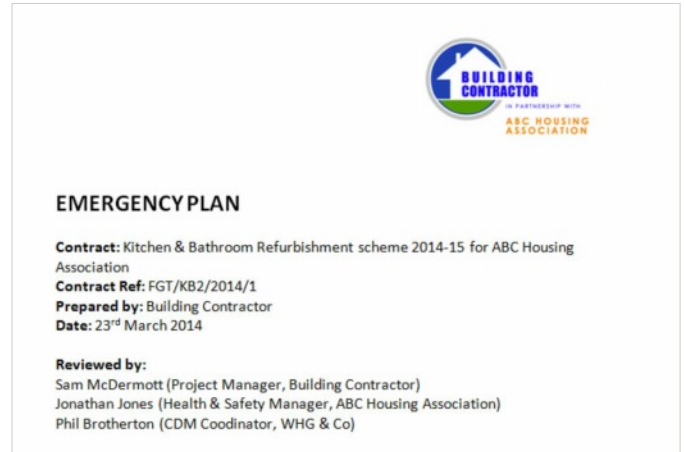 BUILDING
CONTRACTOR
IN PARTNERSHIP WITH
ABC HOUSING
ASSOCIATION
EMERGENCY PLAN
Contract: Kitchen & Bathroom Refurbishment scheme 2014-15 for ABC Housing
Association
Contract Ref: FGT/KB2/2014/1
Prepared by: Building Contractor
Date: 23rd March 2014
Reviewed by:
Sam McDermott (Project Manager, Building Contractor)
Jonathan Jones (Health & Safety Manager, ABC Housing Association)
Phil Brotherton (CDM Coodinator, WHG & Co)